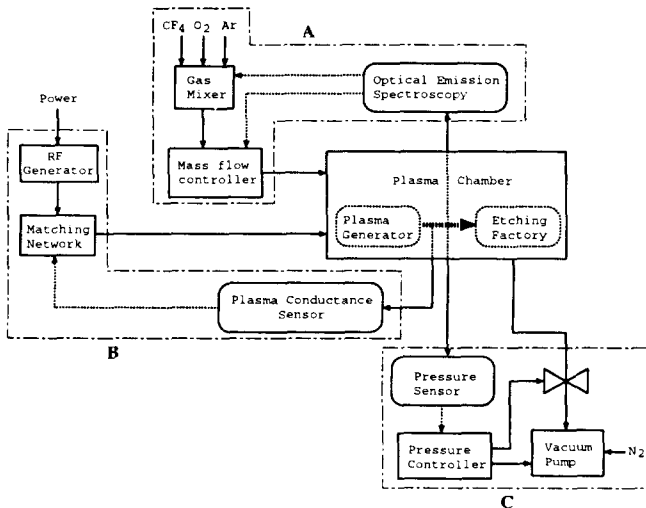 CF4 O2 Ar
A
Gas
Mixer
Optical Emission
Spectroscopy
Power
RF
Generator
Mass flow
controller
Plasma Chamber
Plasma
Generator
Etching
Factory
Matching
Network
Plasma Conductance
Sensor
B
Pressure
Sensor
Pressure
Controller
Vacuum
Pump
N2
C